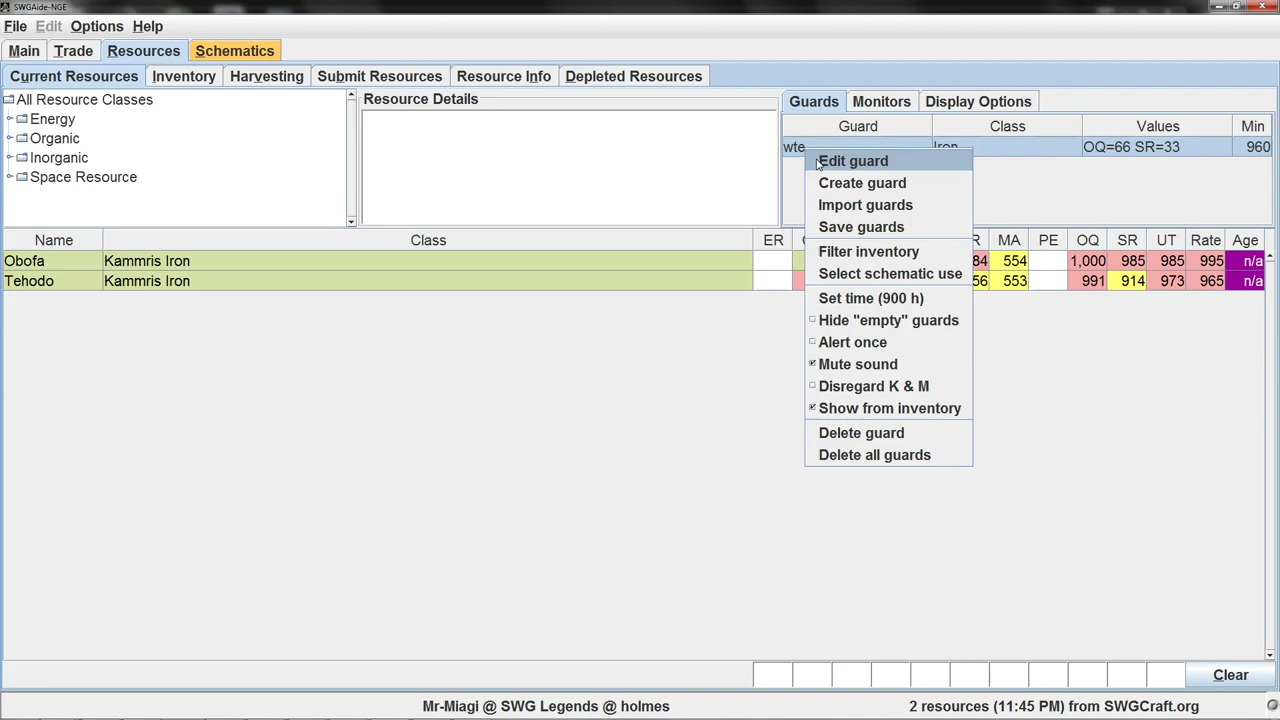 SWGAide-NGE
File Edit Options Help
Main Trade Resources Schematics
Current Resources Inventory Harvesting Submit Resources Resource Info Depleted Resources
All Resource Classes
Energy
Organic
Inorganic
Space Resource
Resource Details
Guards Monitors Display Options
Guard Class Values Min
wte Iron OQ=66 SR=33 960
Edit guard
Create guard
Import guards
Save guards
Filter inventory
Select schematic use
Set time (900 h)
Hide "empty" guards
Alert once
Mute sound
Disregard K & M
Show from inventory
Delete guard
Delete all guards
Name Class ER MA PE OQ SR UT Rate Age
Obofa Kammris Iron 84 554 1,000 985 985 995 n/a
Tehodo Kammris Iron 56 553 991 914 973 965 n/a
Clear
Mr-Miagi @ SWG Legends @ holmes
2 resources (11:45 PM) from SWGCraft.org